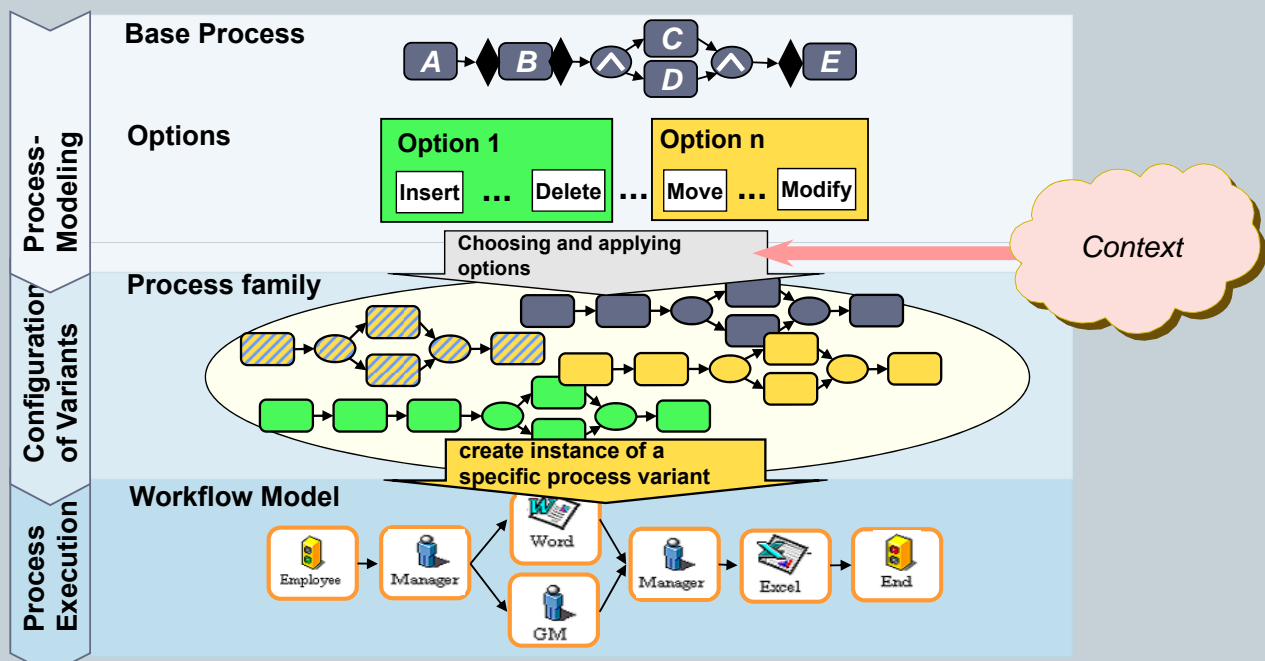 Process-
Modeling
Configuration
of Variants
Process
Execution
Base Process
A
B
C
D
E
Options
Option 1
Insert
...
Delete
...
Option n
Move
...
Modify
Choosing and applying
options
Context
Process family
create instance of a
specific process variant
Workflow Model
Employee
Manager
W
Word
GM
Manager
X
Excel
End